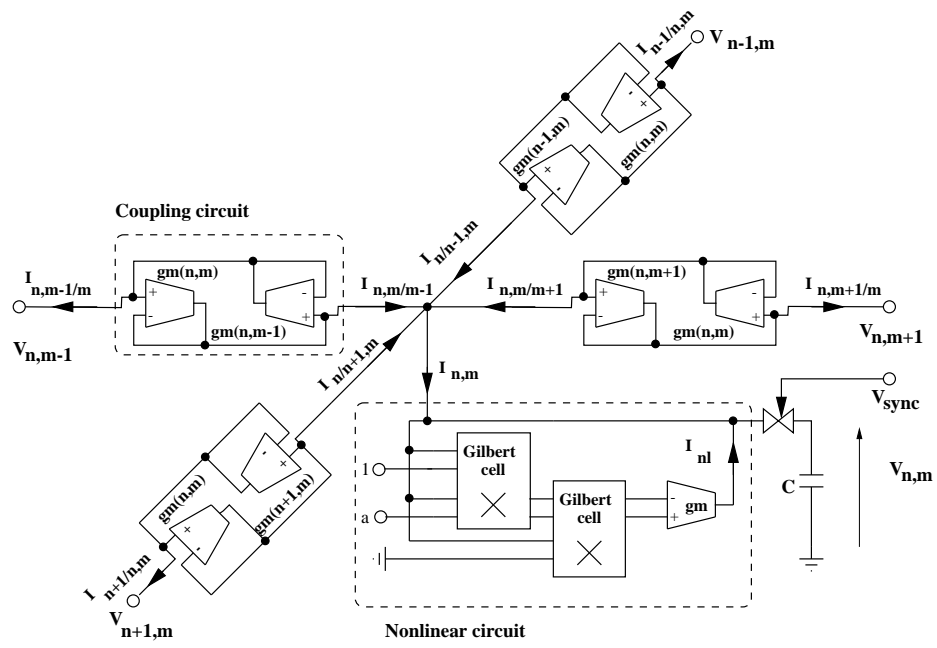 I n-1/n,m
V n-1,m
gm(n-1,m)
gm(n,m)
- +
+ -
Coupling circuit
I n/n-1,m
I n,m-1/m
gm(n,m)
+ -
- +
gm(n,m-1)
I n,m/m-1
I n,m/m+1
gm(n,m+1)
+ -
- +
gm(n,m)
I n,m+1/m
V n,m-1
V n,m+1
I n/n+1,m
I n,m
V sync
gm(n,m)
- +
+ -
gm(n+1,m)
I n+1/n,m
V n+1,m
Gilbert cell
1
a
Gilbert cell
- +
gm
I nl
C
V n,m
Nonlinear circuit